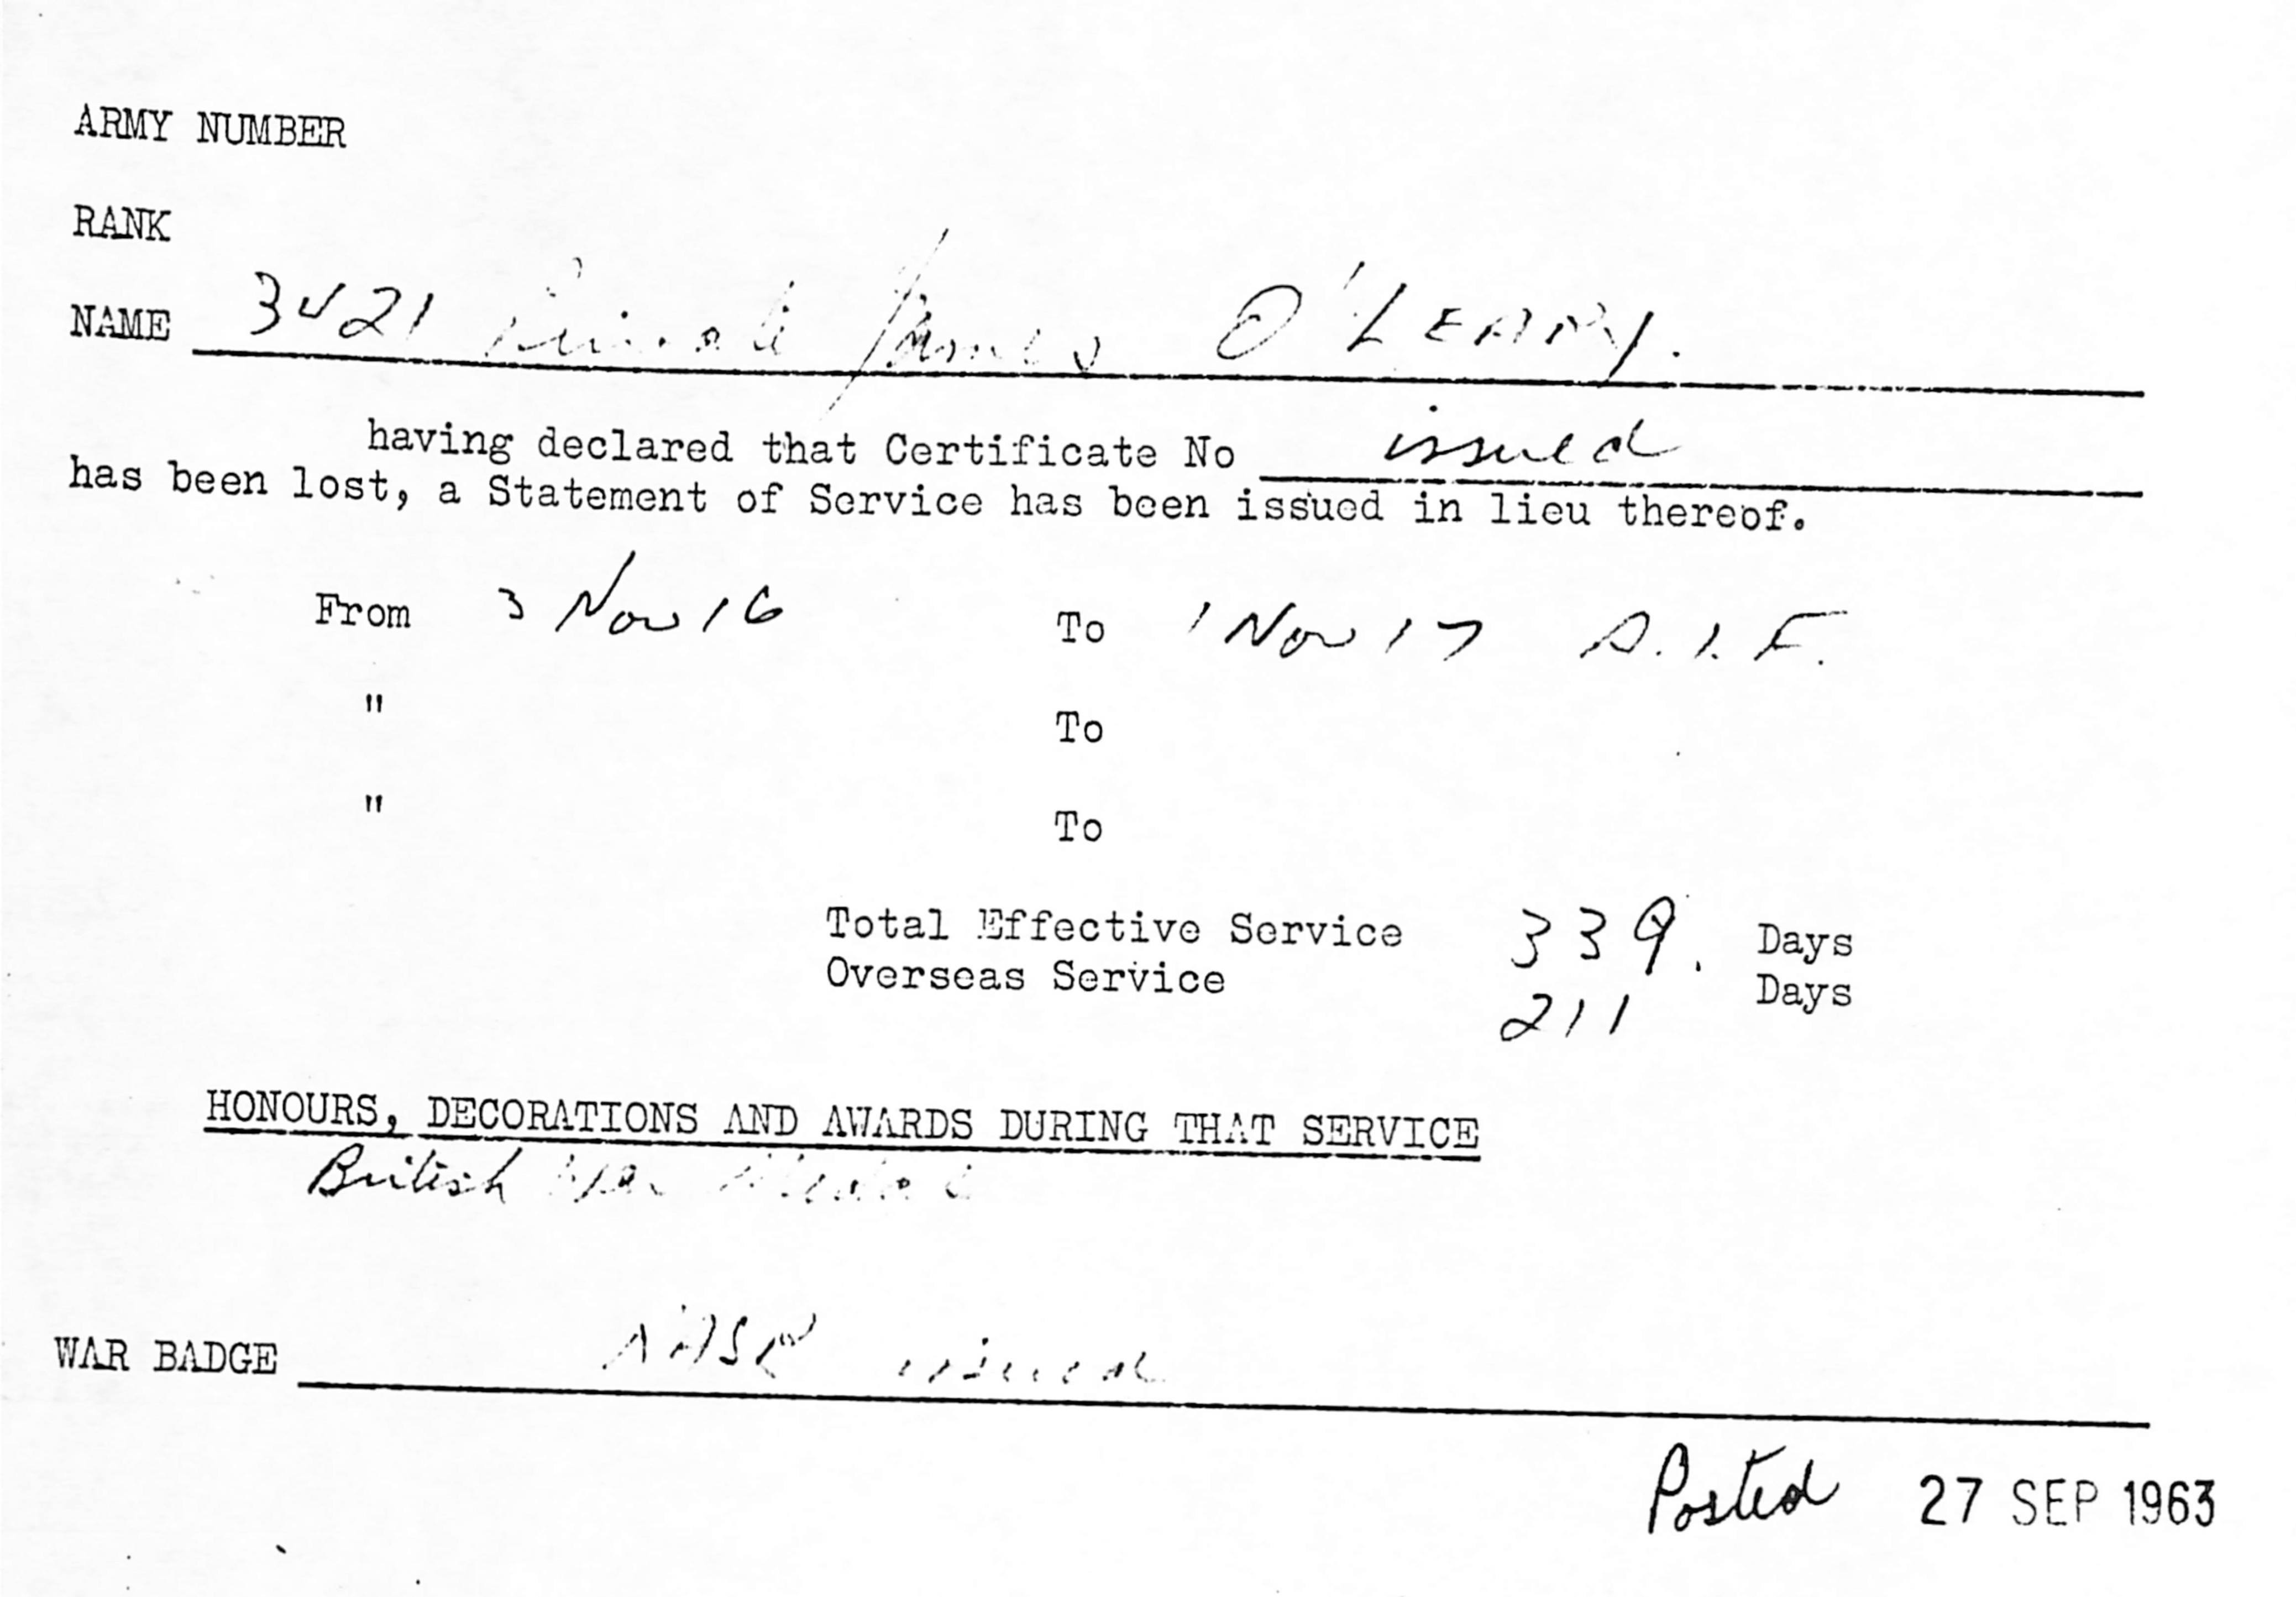 ARMY NUMBER
RANK
NAME 3421 Private James O'LEARY.
having declared that Certificate No issued
has been lost, a Statement of Service has been issued in lieu thereof.
From 3 Nov 16 To 1 Nov 17 A.I.F.
" To
" To
Total Effective Service 339. Days
Overseas Service 211 Days
HONOURS, DECORATIONS AND AWARDS DURING THAT SERVICE
British War Medal
WAR BADGE issued
Posted 27 SEP 1963